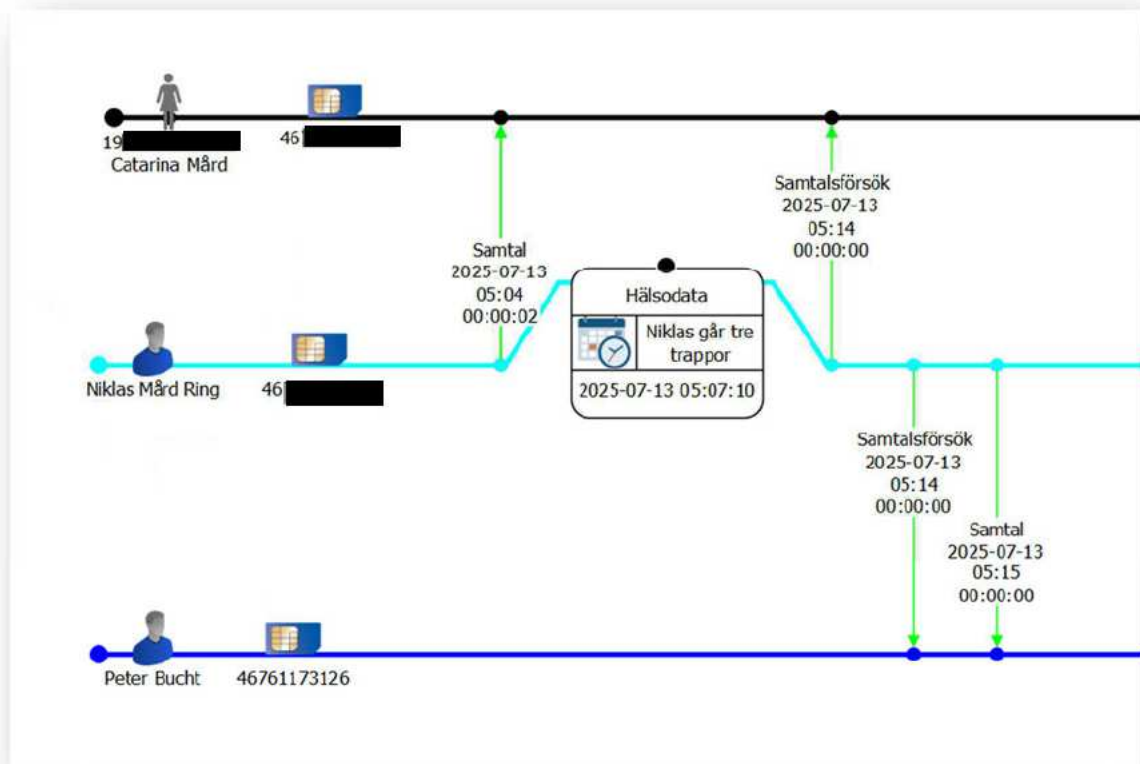 19
46
Catarina Mård
Samtalsförsök
2025-07-13
05:14
00:00:00
Samtal
2025-07-13
05:04
00:00:02
Hälsodata
Niklas går tre
trappor
2025-07-13 05:07:10
Niklas Mård Ring
46
Samtalsförsök
2025-07-13
05:14
00:00:00
Samtal
2025-07-13
05:15
00:00:00
Peter Bucht
46761173126